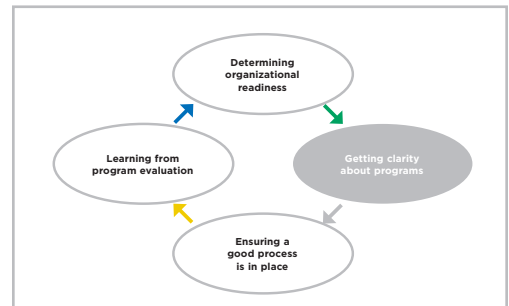 Determining
organizational
readiness
Getting clarity
about programs
Learning from
program evaluation
Ensuring a
good process
is in place